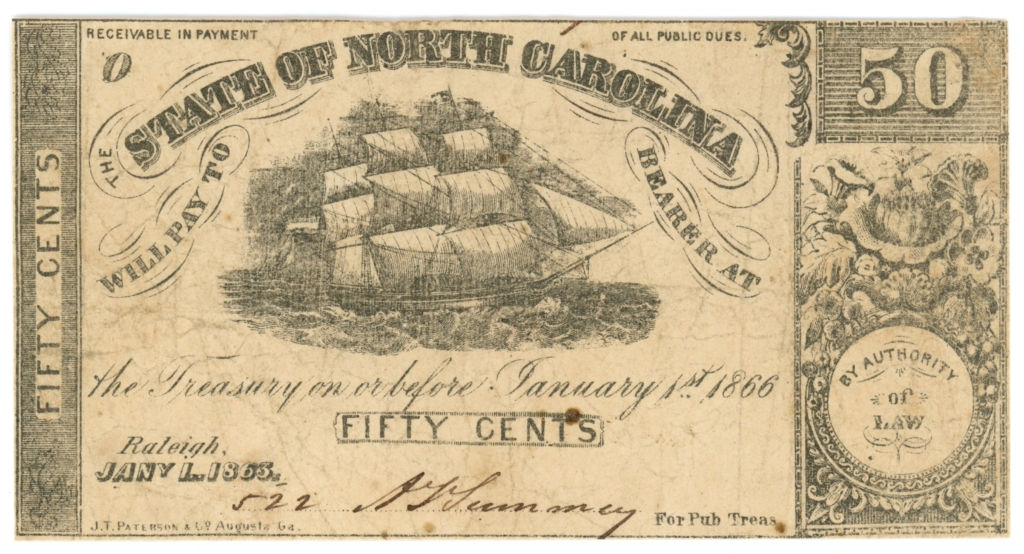 RECEIVABLE IN PAYMENT OF ALL PUBLIC DUES.
O
50
THE STATE OF NORTH CAROLINA
WILL PAY TO BEARER AT
FIFTY CENTS
the Treasury on or before January 1st 1866
FIFTY CENTS
BY AUTHORITY
of
LAW
Raleigh,
JANY 1. 1863.
522
For Pub Treas
J.T. PATERSON & Co Augusta Ga.